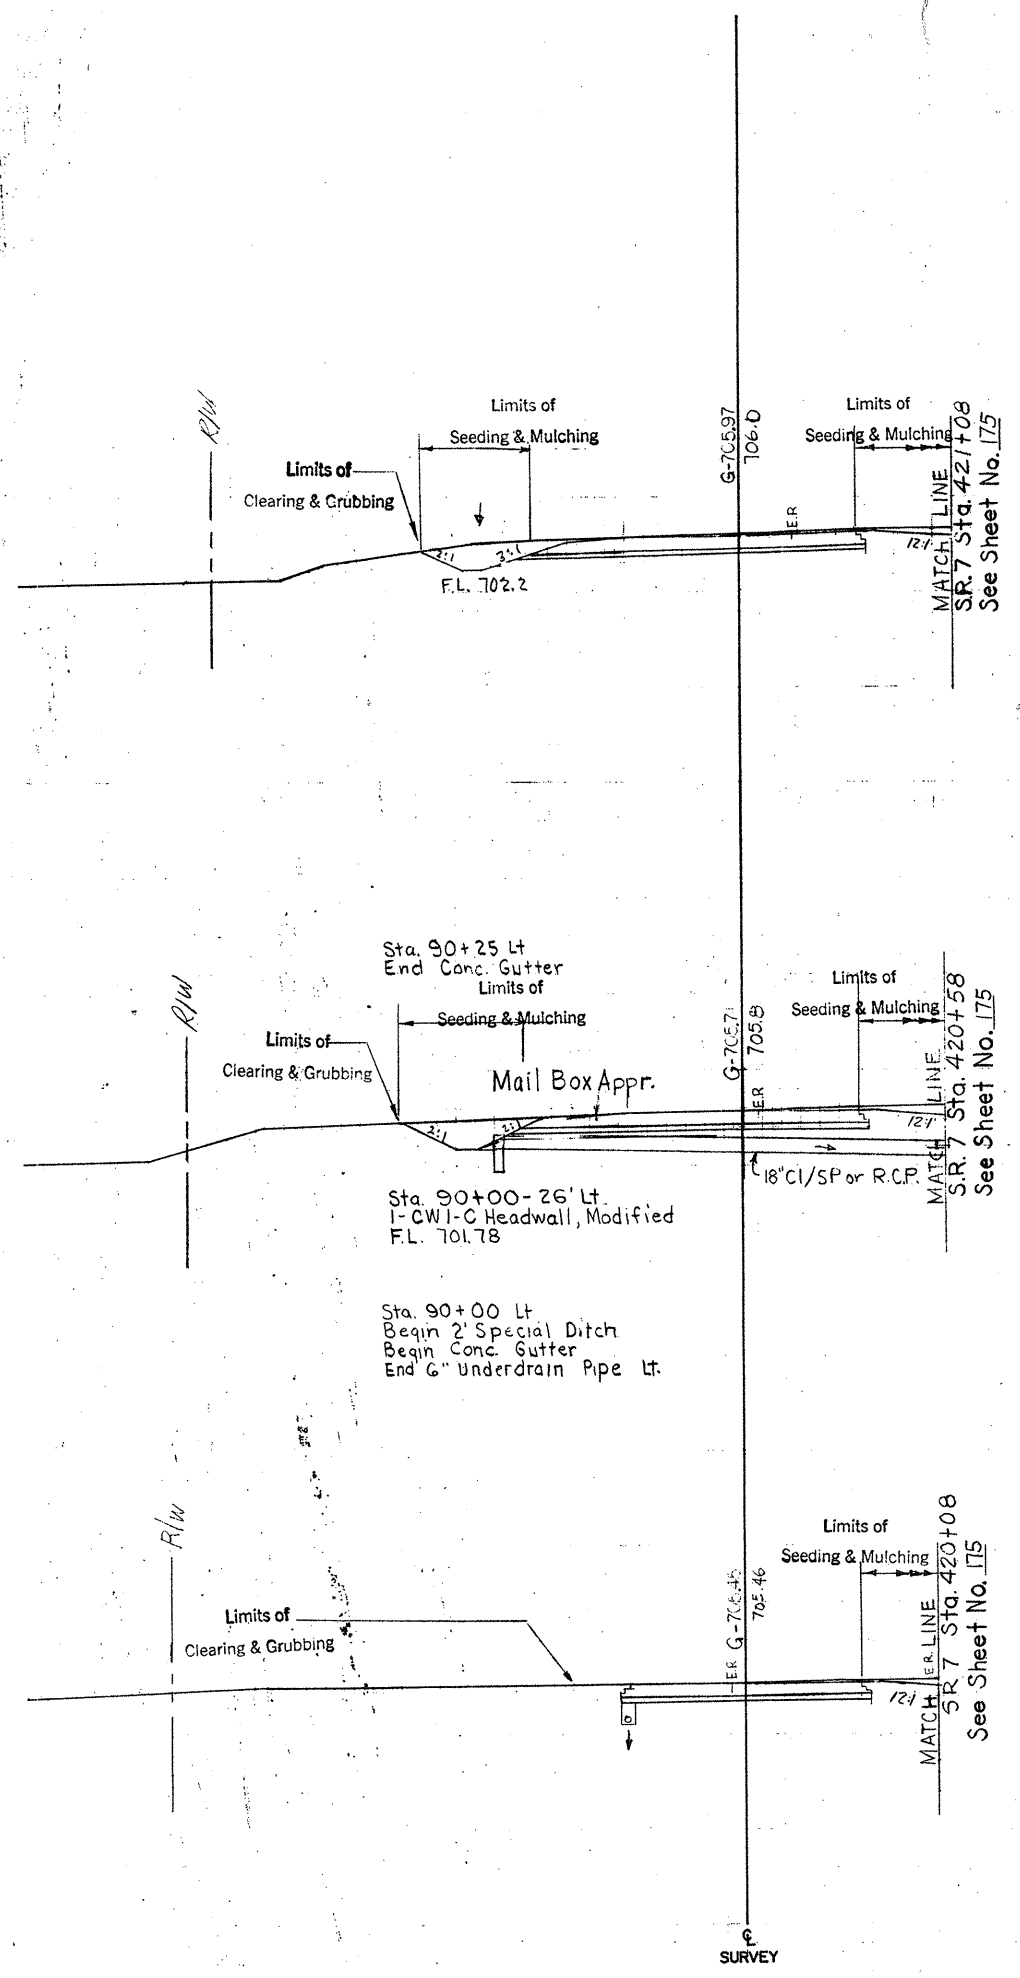 R/W
Limits of
Seeding & Mulching
Limits of
Clearing & Grubbing
2:1
F.L. 702.2
G-705.97
706.0
E.R
Limits of
Seeding & Mulching
12:1
MATCH LINE
S.R. 7 Sta. 421+08
See Sheet No. 175
R/W
Sta. 90+25 Lt
End Conc. Gutter
Limits of
Seeding & Mulching
Limits of
Clearing & Grubbing
Mail Box Appr.
2:1
2:1
G-705.71
705.8
E.R
Limits of
Seeding & Mulching
12:1
18" CI/SP or R.C.P.
MATCH LINE
S.R. 7 Sta. 420+58
See Sheet No. 175
Sta. 90+00-26' Lt.
1-CW1-C Headwall, Modified
F.L. 701.78
Sta. 90+00 Lt
Begin 2' Special Ditch
Begin Conc. Gutter
End 6" Underdrain Pipe Lt.
R/W
Limits of
Clearing & Grubbing
E.R
705.46
Limits of
Seeding & Mulching
12:1
E.R.
MATCH LINE
S.R. 7 Sta. 420+08
See Sheet No. 175
℄
SURVEY